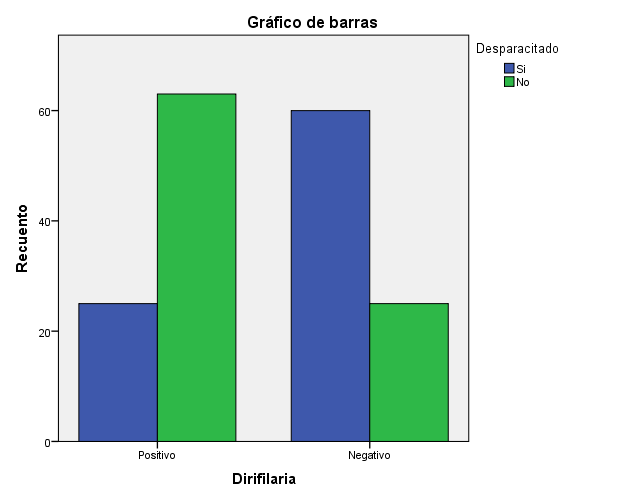 Gráfico de barras
Desparacitado
Si
No
60
40
20
0
Recuento
Positivo
Negativo
Dirifilaria